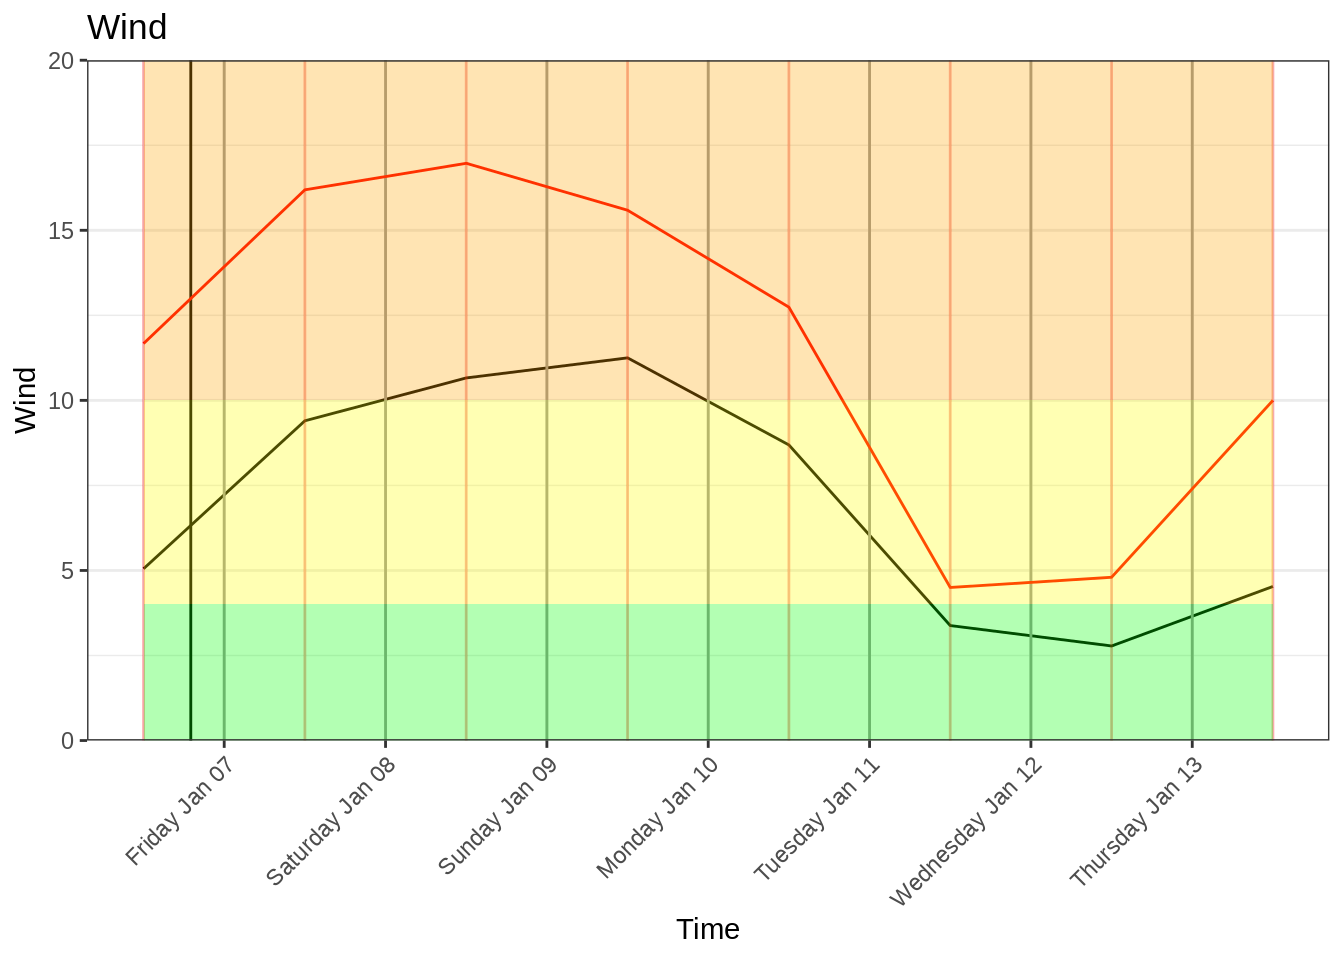 Wind
20
15
10
5
0
Wind
Friday Jan 07
Saturday Jan 08
Sunday Jan 09
Monday Jan 10
Tuesday Jan 11
Wednesday Jan 12
Thursday Jan 13
Time